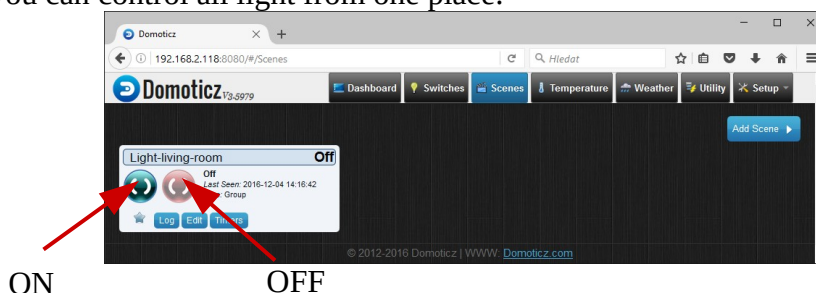 ou can control all light from one place.
Domoticz
192.168.2.118:8080/#/Scenes
Hledat
Domoticz V3.5979
Dashboard Switches Scenes Temperature Weather Utility Setup
Add Scene
Light-living-room Off
Off
Last Seen: 2016-12-04 14:16:42
Group
Log Edit Timers
© 2012-2016 Domoticz | WWW: Domoticz.com
ON OFF